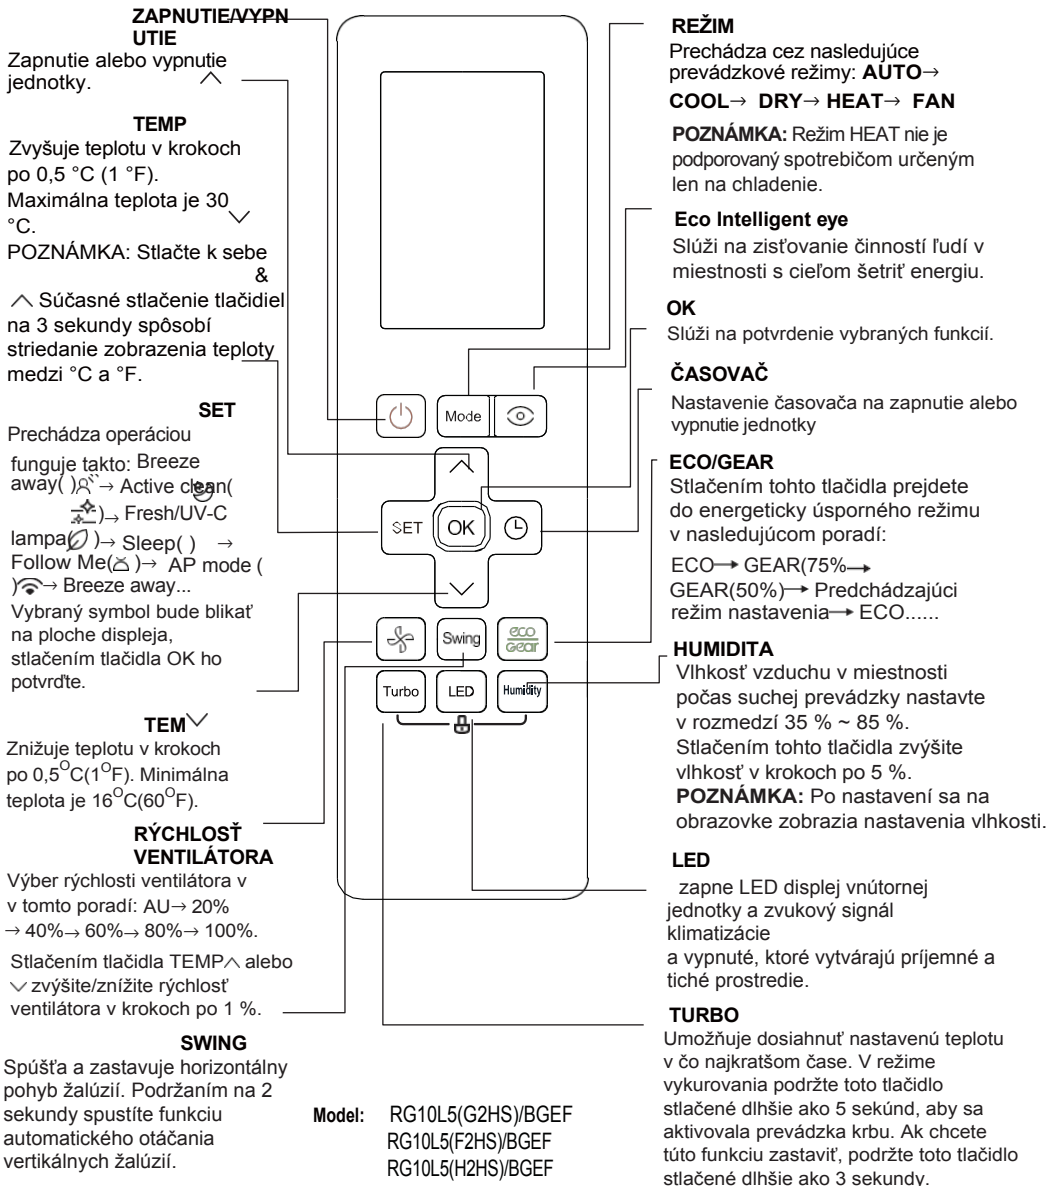 ZAPNUTIE/VYPN
UTIE
Zapnutie alebo vypnutie
jednotky.
TEMP
Zvyšuje teplotu v krokoch
po 0,5 °C (1 °F).
Maximálna teplota je 30
°C.
POZNÁMKA: Stlačte k sebe
&
Súčasné stlačenie tlačidiel
na 3 sekundy spôsobí
striedanie zobrazenia teploty
medzi °C a °F.
SET
Prechádza operáciou
funguje takto: Breeze
away( )→ Active clean(
)→ Fresh/UV-C
lampa( )→ Sleep( ) →
Follow Me( )→ AP mode (
)→ Breeze away...
Vybraný symbol bude blikať
na ploche displeja,
stlačením tlačidla OK ho
potvrďte.
TEM
Znižuje teplotu v krokoch
po 0,5°C(1°F). Minimálna
teplota je 16°C(60°F).
RÝCHLOSŤ
VENTILÁTORA
Výber rýchlosti ventilátora v
v tomto poradí: AU→ 20%
→ 40%→ 60%→ 80%→ 100%.
Stlačením tlačidla TEMP alebo
zvýšite/znížite rýchlosť
ventilátora v krokoch po 1 %.
SWING
Spúšťa a zastavuje horizontálny
pohyb žalúzií. Podržaním na 2
sekundy spustíte funkciu
automatického otáčania
vertikálnych žalúzií.
Mode
SET
OK
Swing
eco
gear
Turbo
LED
Humidity
Model: RG10L5(G2HS)/BGEF
RG10L5(F2HS)/BGEF
RG10L5(H2HS)/BGEF
REŽIM
Prechádza cez nasledujúce
prevádzkové režimy: AUTO→
COOL→ DRY→ HEAT→ FAN
POZNÁMKA: Režim HEAT nie je
podporovaný spotrebičom určeným
len na chladenie.
Eco Intelligent eye
Slúži na zisťovanie činností ľudí v
miestnosti s cieľom šetriť energiu.
OK
Slúži na potvrdenie vybraných funkcií.
ČASOVAČ
Nastavenie časovača na zapnutie alebo
vypnutie jednotky
ECO/GEAR
Stlačením tohto tlačidla prejdete
do energeticky úsporného režimu
v nasledujúcom poradí:
ECO→ GEAR(75%→
GEAR(50%)→ Predchádzajúci
režim nastavenia→ ECO......
HUMIDITA
Vlhkosť vzduchu v miestnosti
počas suchej prevádzky nastavte
v rozmedzí 35 % ~ 85 %.
Stlačením tohto tlačidla zvýšite
vlhkosť v krokoch po 5 %.
POZNÁMKA: Po nastavení sa na
obrazovke zobrazia nastavenia vlhkosti.
LED
zapne LED displej vnútornej
jednotky a zvukový signál
klimatizácie
a vypnuté, ktoré vytvárajú príjemné a
tiché prostredie.
TURBO
Umožňuje dosiahnuť nastavenú teplotu
v čo najkratšom čase. V režime
vykurovania podržte toto tlačidlo
stlačené dlhšie ako 5 sekúnd, aby sa
aktivovala prevádzka krbu. Ak chcete
túto funkciu zastaviť, podržte toto tlačidlo
stlačené dlhšie ako 3 sekundy.